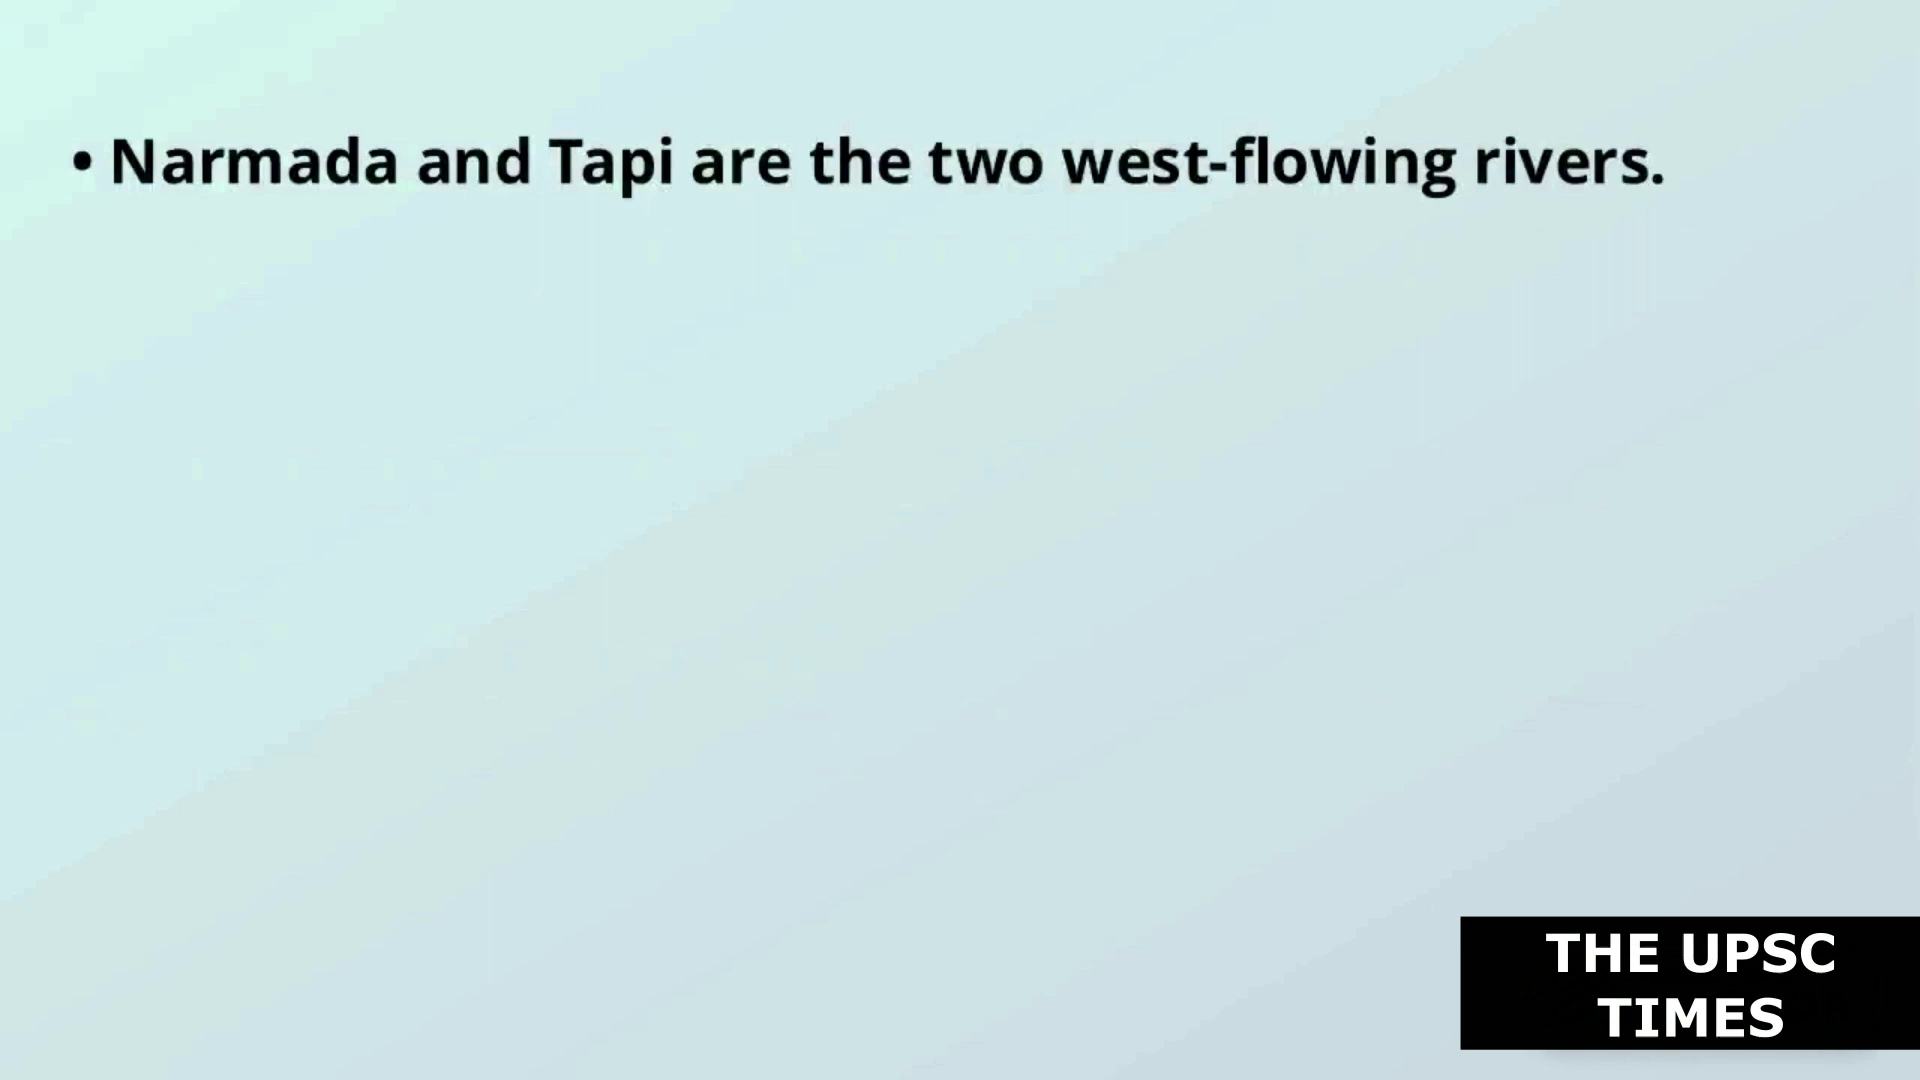 • Narmada and Tapi are the two west-flowing rivers.
THE UPSC
TIMES